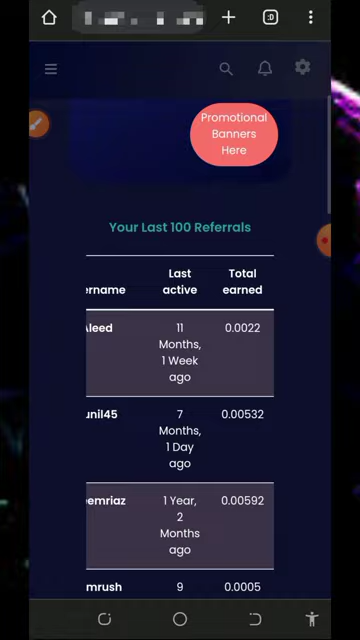 :D
Promotional
Banners
Here
Your Last 100 Referrals
ername
Last
active
Total
earned
Aleed
11
Months,
1 Week
ago
0.0022
unil45
7
Months,
1 Day
ago
0.00532
eemriaz
1 Year,
2
Months
ago
0.00592
mrush
9
0.0005